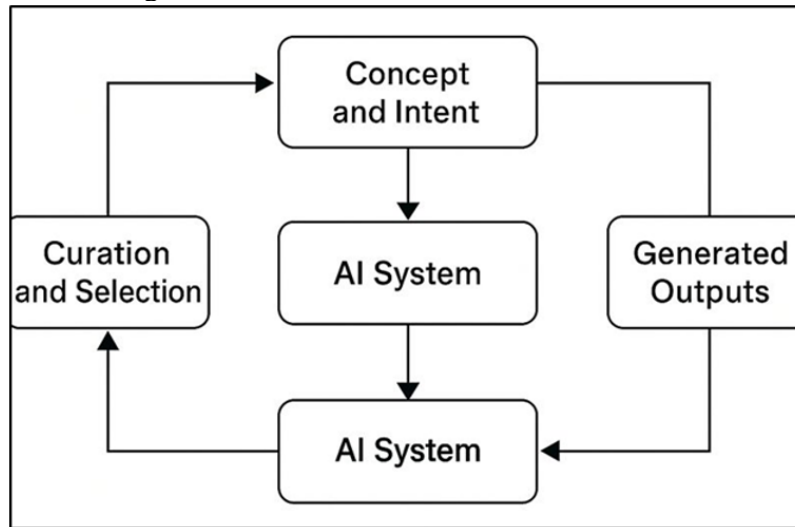 Concept
and Intent
Curation
and Selection
AI System
Generated
Outputs
AI System